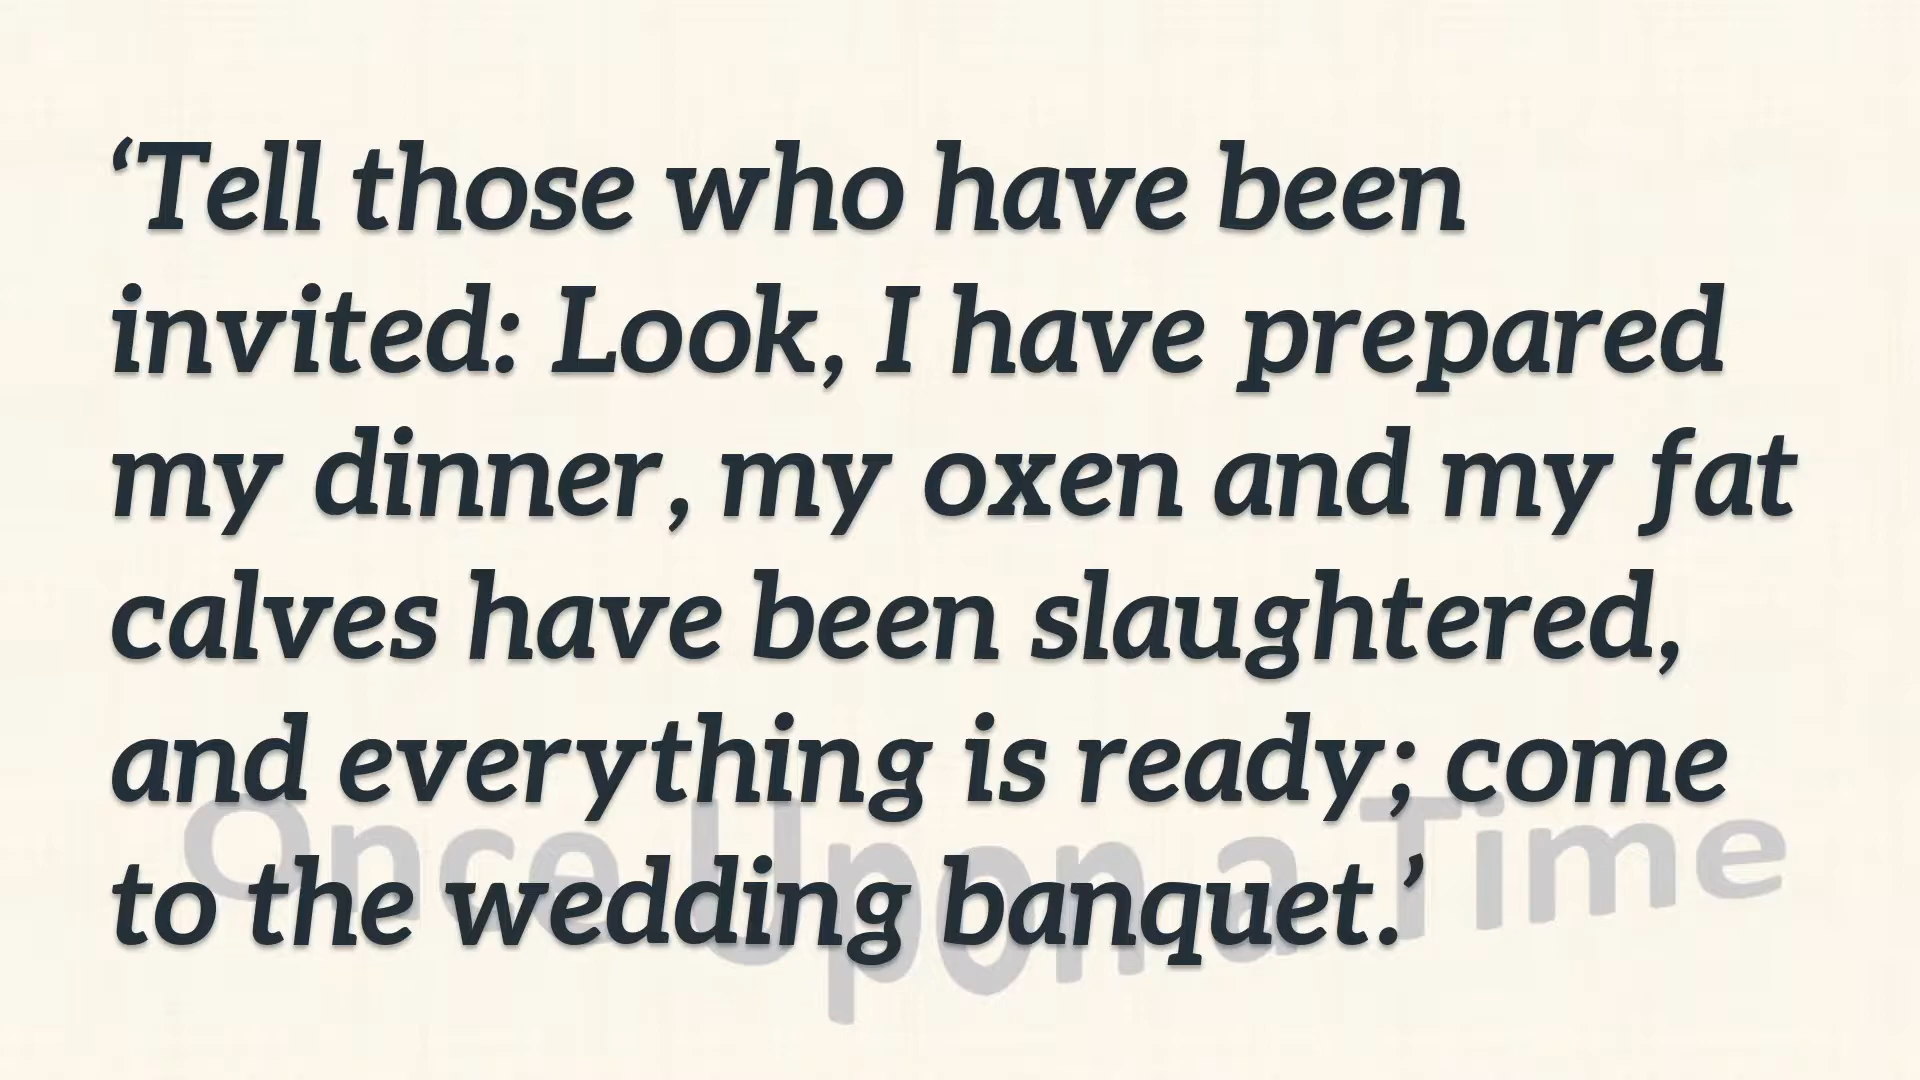 ‘Tell those who have been
invited: Look, I have prepared
my dinner, my oxen and my fat
calves have been slaughtered,
and everything is ready; come
to the wedding banquet.’
Once Upon a Time